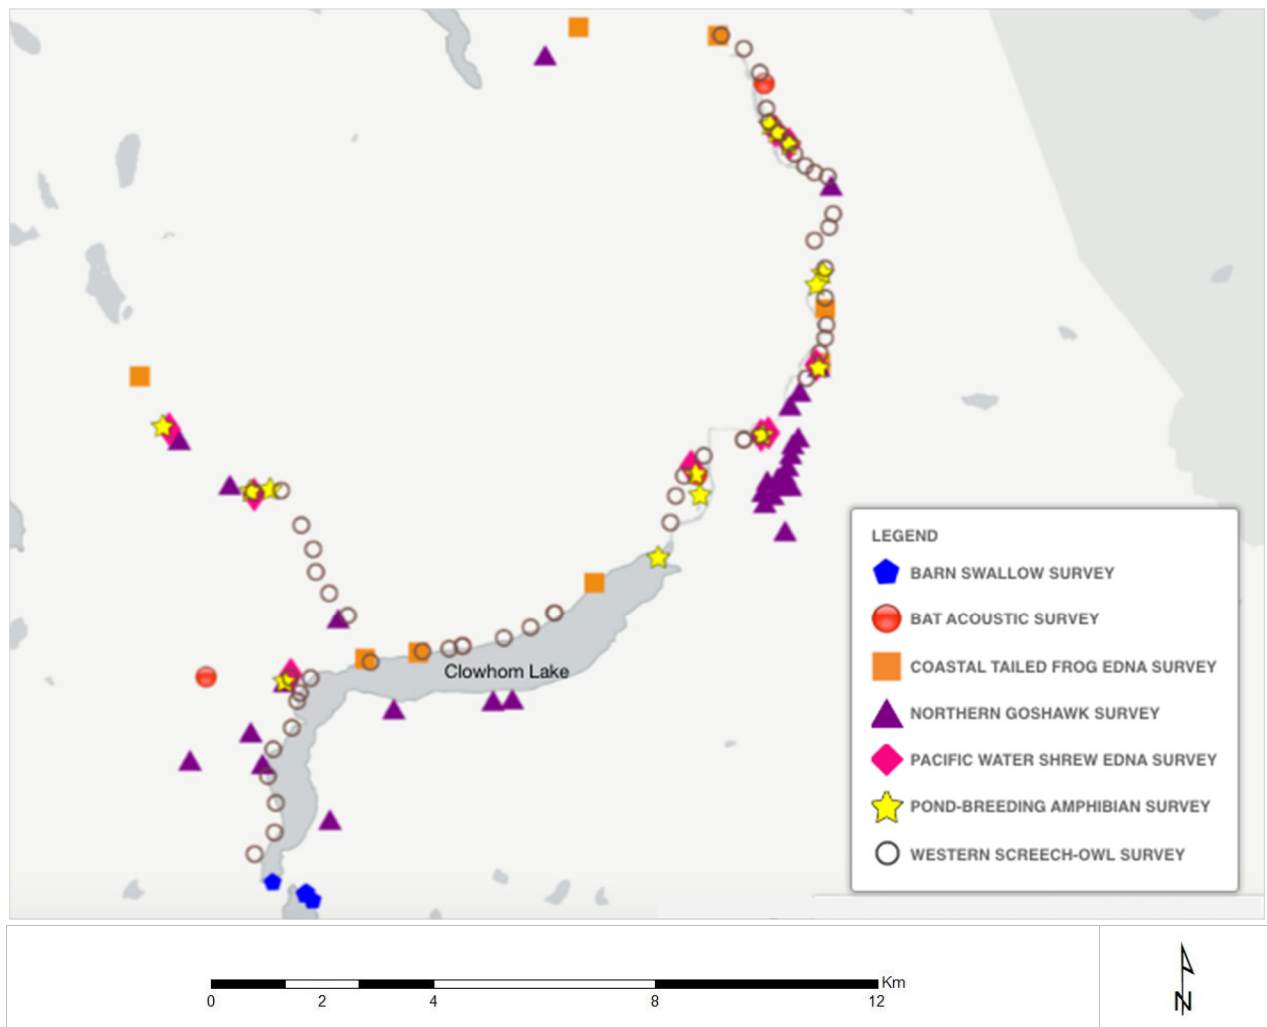 Clowhom Lake
LEGEND
BARN SWALLOW SURVEY
BAT ACOUSTIC SURVEY
COASTAL TAILED FROG EDNA SURVEY
NORTHERN GOSHAWK SURVEY
PACIFIC WATER SHREW EDNA SURVEY
POND-BREEDING AMPHIBIAN SURVEY
WESTERN SCREECH-OWL SURVEY
Km
0 2 4 8 12
N